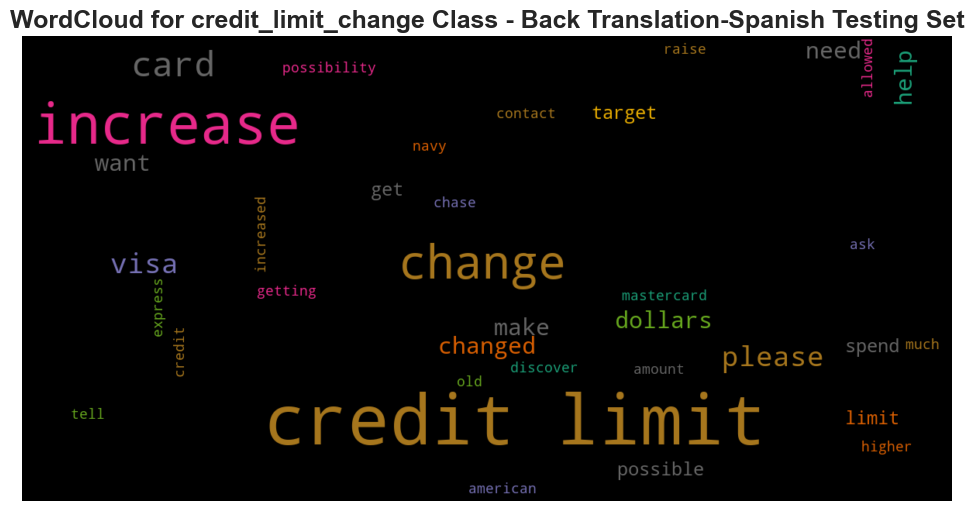 WordCloud for credit_limit_change Class - Back Translation-Spanish Testing Set
raise
need
allowed
help
card
possibility
increase
contact
target
want
navy
get
chase
increased
ask
visa
change
express
getting
mastercard
dollars
make
changed
credit
please
spend
much
discover
amount
old
tell
credit limit
limit
higher
possible
american